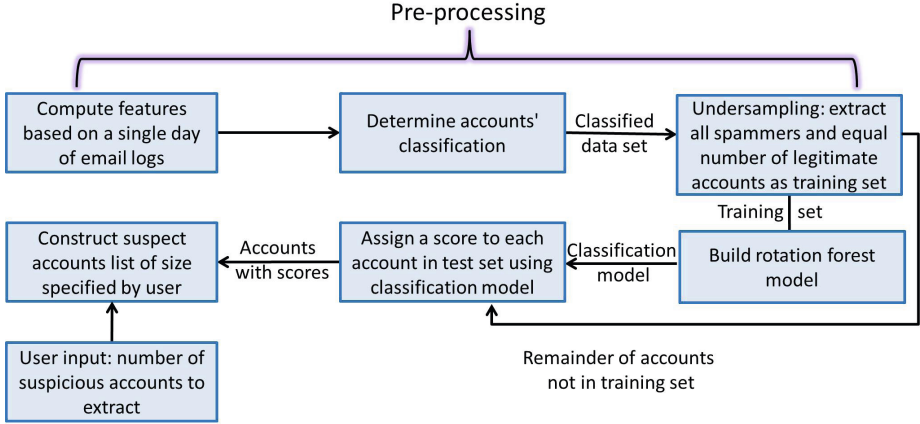 Pre-processing
Compute features
based on a single day
of email logs
Determine accounts'
classification
Classified
data set
Undersampling: extract
all spammers and equal
number of legitimate
accounts as training set
Training set
Build rotation forest
model
Classification
model
Assign a score to each
account in test set using
classification model
Accounts
with scores
Construct suspect
accounts list of size
specified by user
User input: number of
suspicious accounts to
extract
Remainder of accounts
not in training set